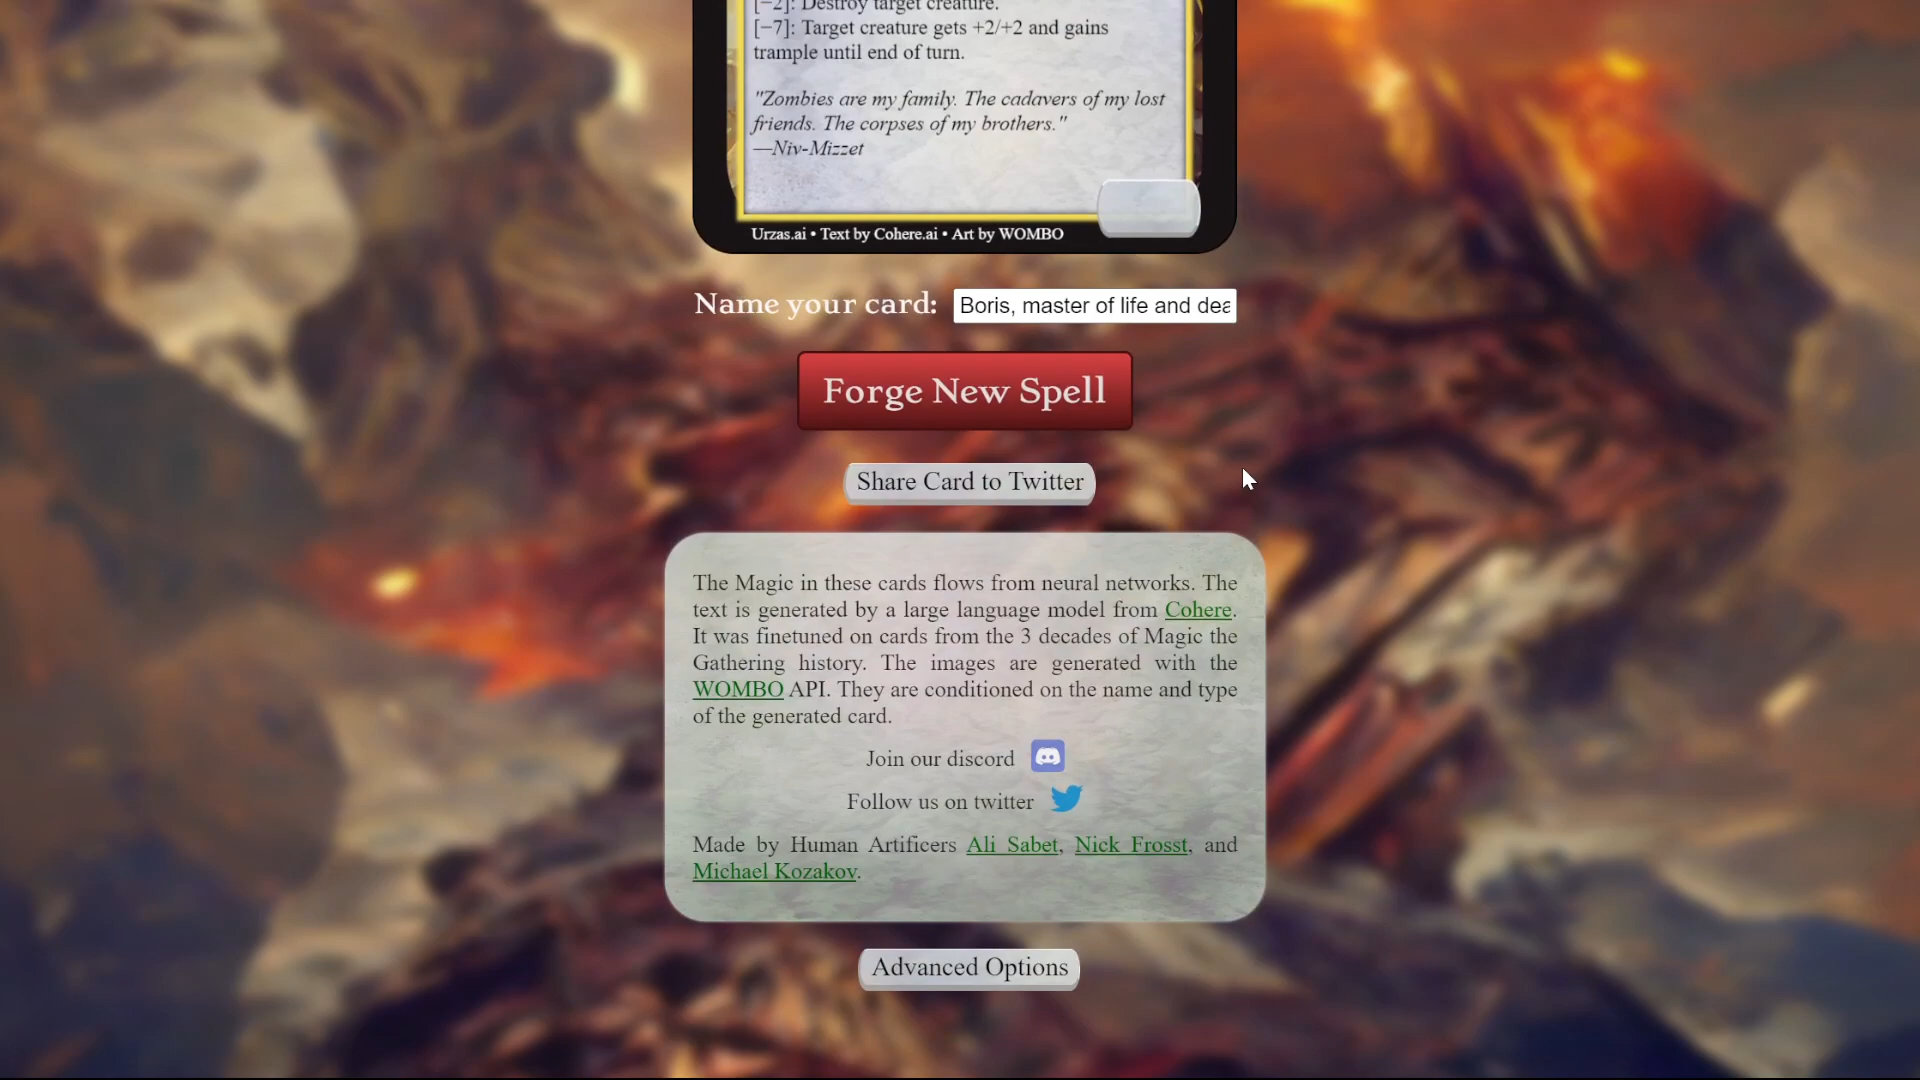 [−2]: Destroy target creature.
[−7]: Target creature gets +2/+2 and gains
trample until end of turn.
"Zombies are my family. The cadavers of my lost
friends. The corpses of my brothers."
—Niv-Mizzet
Urzas.ai • Text by Cohere.ai • Art by WOMBO
Name your card: Boris, master of life and dea
Forge New Spell
Share Card to Twitter
The Magic in these cards flows from neural networks. The
text is generated by a large language model from Cohere.
It was finetuned on cards from the 3 decades of Magic the
Gathering history. The images are generated with the
WOMBO API. They are conditioned on the name and type
of the generated card.
Join our discord
Follow us on twitter
Made by Human Artificers Ali Sabet, Nick Frosst, and
Michael Kozakov.
Advanced Options